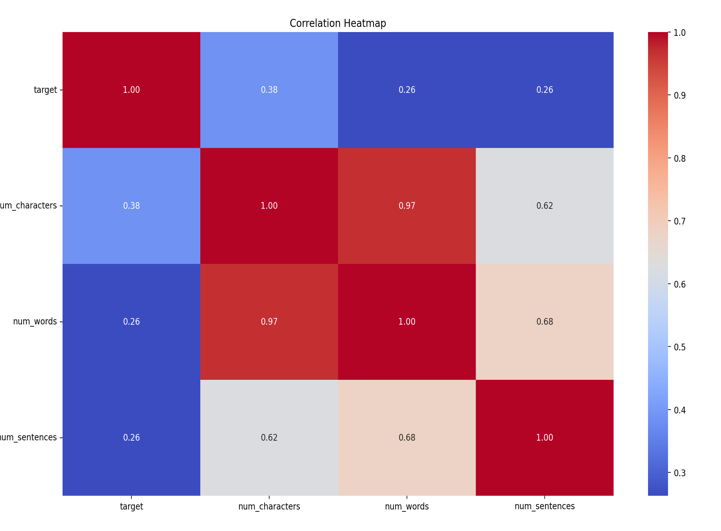 Correlation Heatmap
target 1.00 0.38 0.26 0.26
um_characters 0.38 1.00 0.97 0.62
num_words 0.26 0.97 1.00 0.68
num_sentences 0.26 0.62 0.68 1.00
target num_characters num_words num_sentences
1.0
0.9
0.8
0.7
0.6
0.5
0.4
0.3